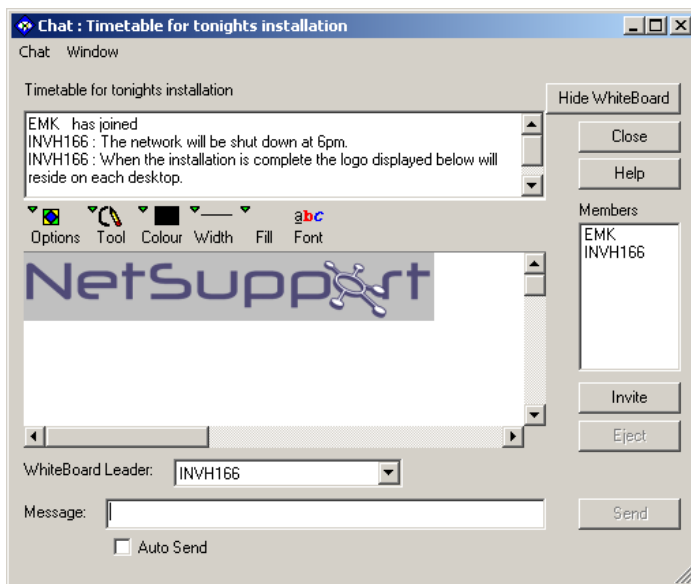 Chat : Timetable for tonights installation
Chat Window
Timetable for tonights installation
Hide WhiteBoard
EMK has joined
INVH166 : The network will be shut down at 6pm.
INVH166 : When the installation is complete the logo displayed below will
reside on each desktop.
Close
Help
Options Tool Colour Width Fill abc Font
Members
EMK
INVH166
NetSupport
Invite
Eject
WhiteBoard Leader: INVH166
Message:
Send
Auto Send